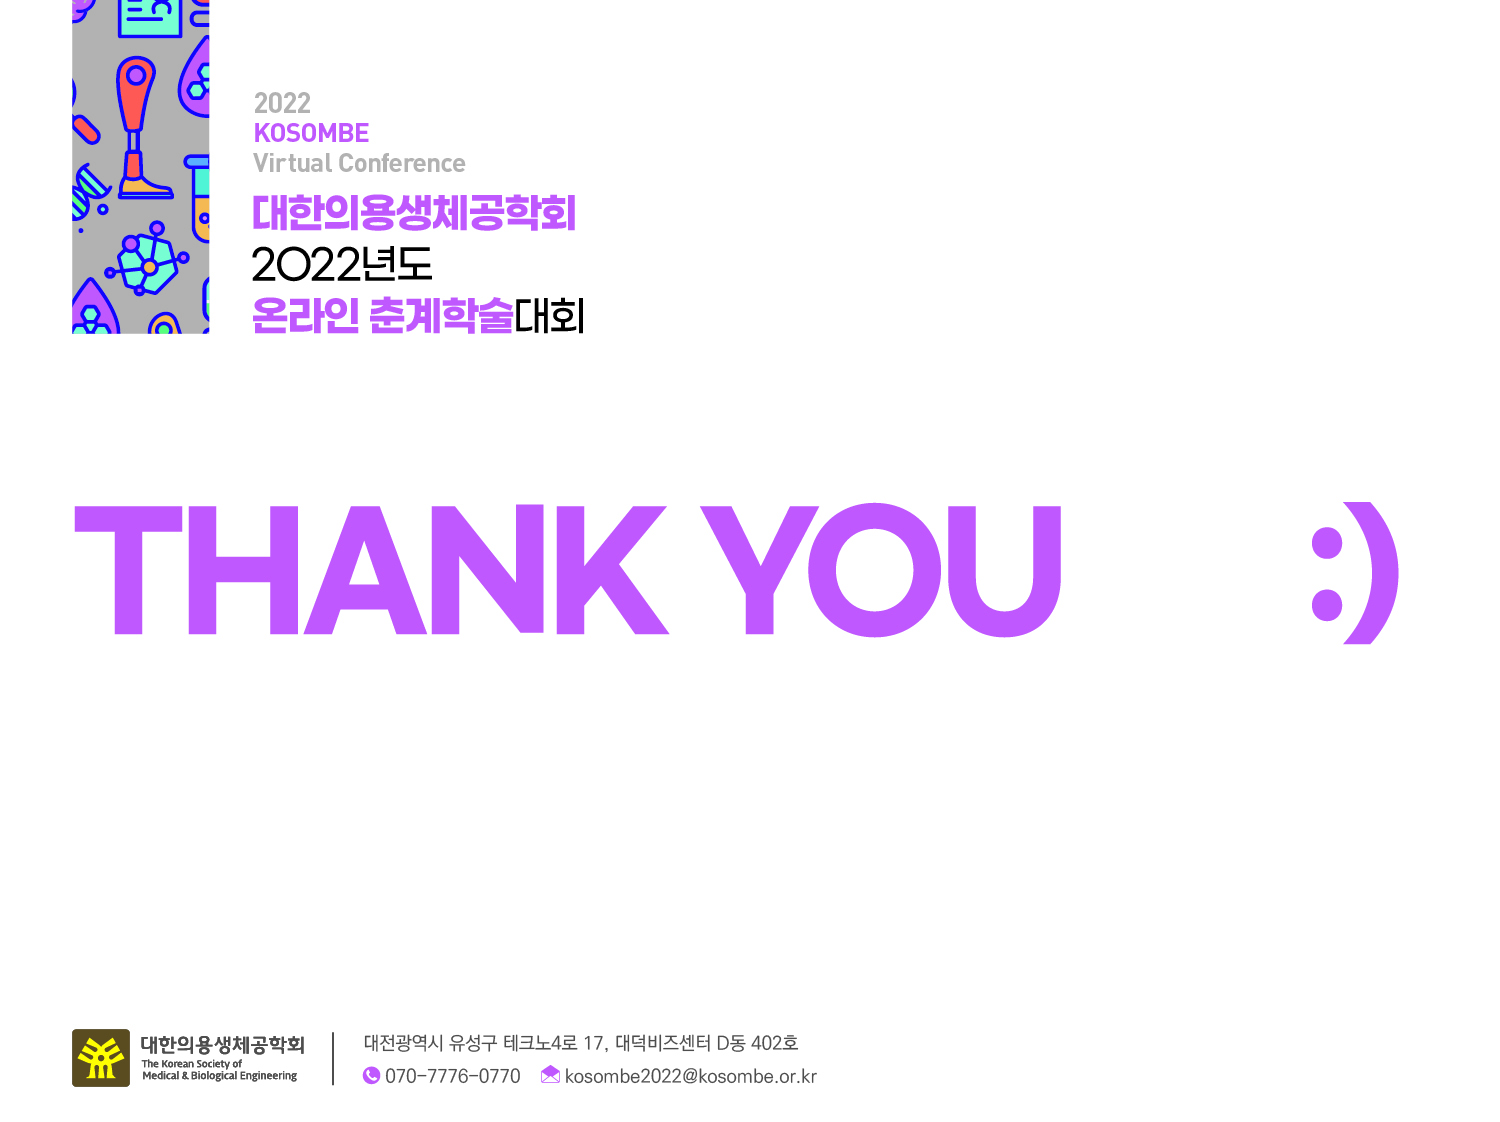 2022
KOSOMBE
Virtual Conference
대한의용생체공학회
2022년도
온라인 춘계학술대회
THANK YOU :)
대한의용생체공학회
The Korean Society of
Medical & Biological Engineering
대전광역시 유성구 테크노4로 17, 대덕비즈센터 D동 402호
070-7776-0770 kosombe2022@kosombe.or.kr